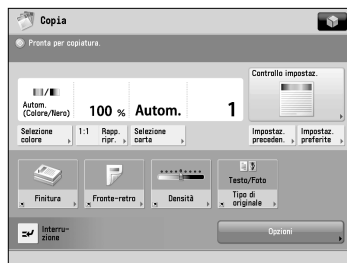 Copia
Pronta per copiatura.
Controllo impostaz.
Autom.
(Colore/Nero)
100 %
Autom.
1
Selezione
colore
1:1
Rapp.
ripr.
Selezione
carta
Impostaz.
preceden.
Impostaz.
preferite
Finitura
Fronte-retro
Densità
Testo/Foto
Tipo di
originale
Interru-
zione
Opzioni